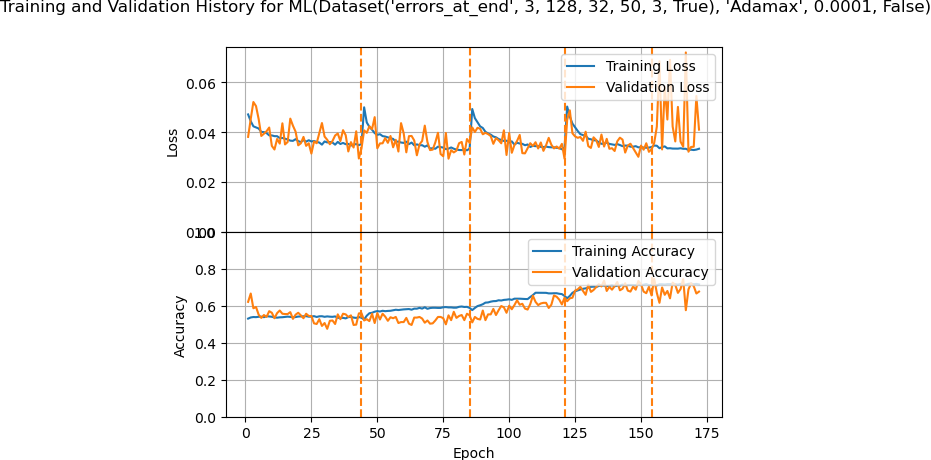 Training and Validation History for ML(Dataset('errors_at_end', 3, 128, 32, 50, 3, True), 'Adamax', 0.0001, False)
Training Loss
Validation Loss
Loss
0.06
0.04
0.02
0.00
1.0
Training Accuracy
Validation Accuracy
Accuracy
0.8
0.6
0.4
0.2
0.0
0 25 50 75 100 125 150 175
Epoch